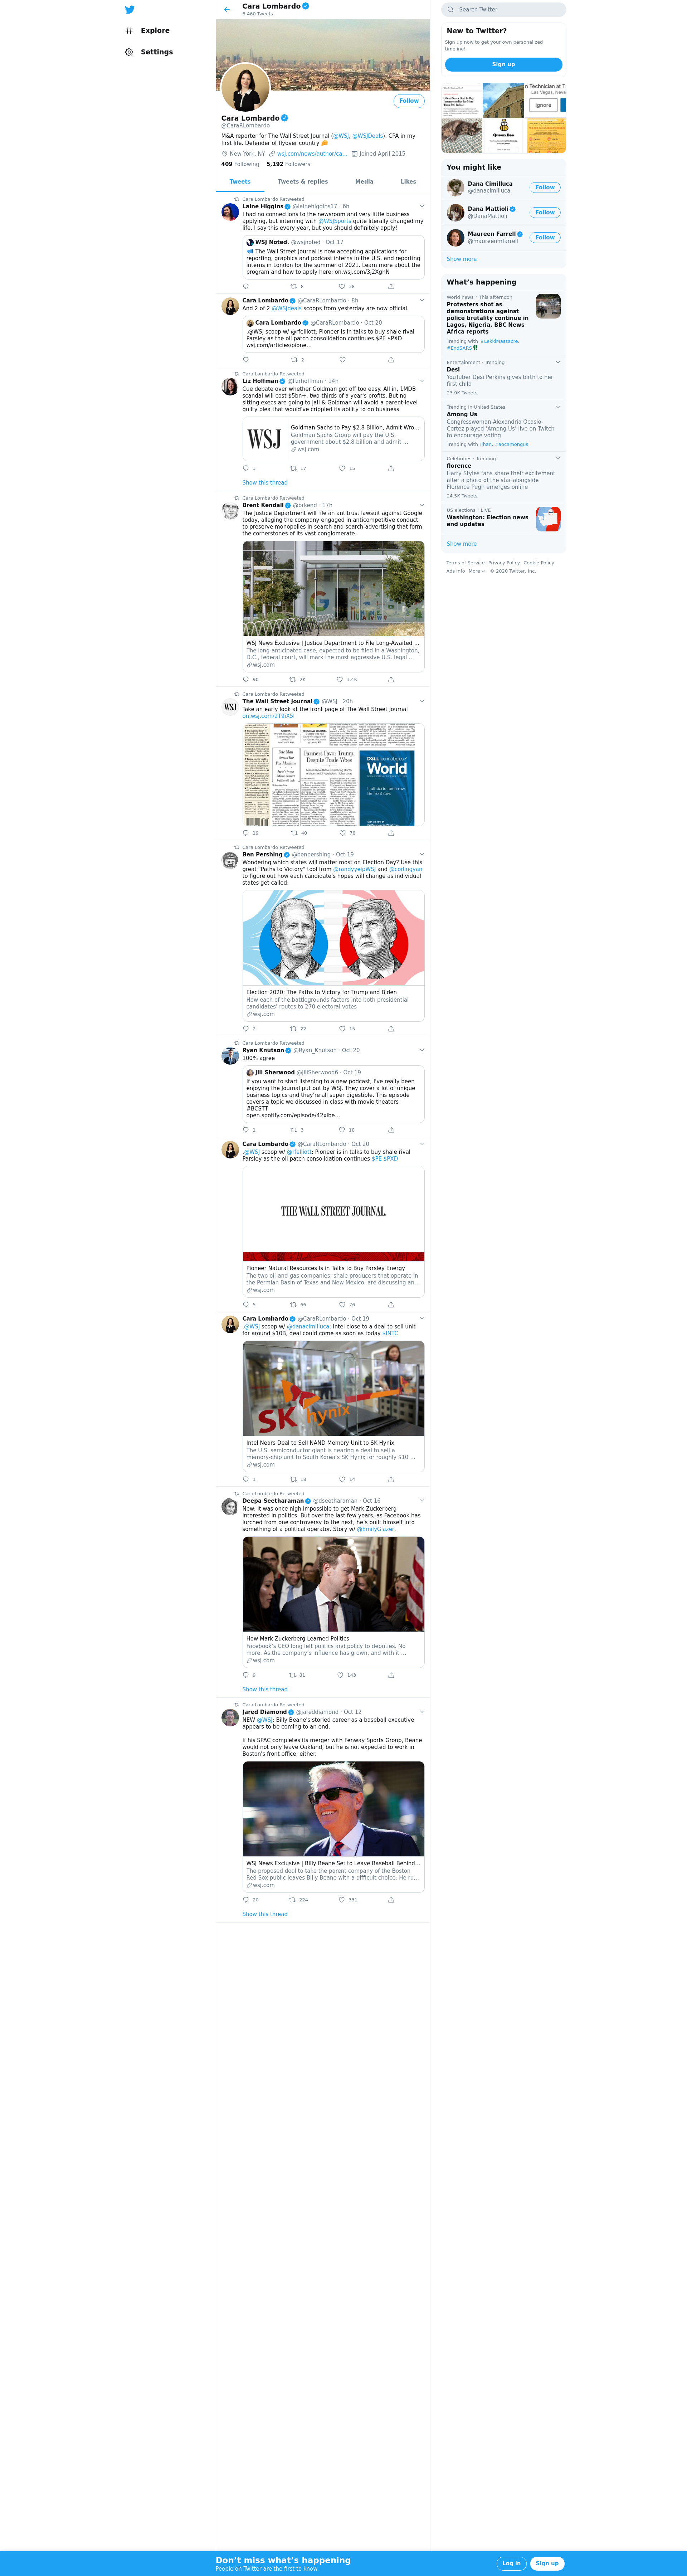 Explore
Settings
Cara Lombardo
6,460 Tweets
Follow
Cara Lombardo
@CaraRLombardo
M&A reporter for The Wall Street Journal (@WSJ, @WSJDeals). CPA in my
first life. Defender of flyover country 🧀
New York, NY wsj.com/news/author/ca… Joined April 2015
409 Following 5,192 Followers
Tweets Tweets & replies Media Likes
Cara Lombardo Retweeted
Laine Higgins @lainehiggins17 · 6h
I had no connections to the newsroom and very little business
applying, but interning with @WSJSports quite literally changed my
life. I say this every year, but you should definitely apply!
WSJ Noted. @wsjnoted · Oct 17
The Wall Street Journal is now accepting applications for
reporting, graphics and podcast interns in the U.S. and reporting
interns in London for the summer of 2021. Learn more about the
program and how to apply here: on.wsj.com/3j2XghN
8 38
Cara Lombardo @CaraRLombardo · 8h
And 2 of 2 @WSJdeals scoops from yesterday are now official.
Cara Lombardo @CaraRLombardo · Oct 20
.@WSJ scoop w/ @rfelliott: Pioneer is in talks to buy shale rival
Parsley as the oil patch consolidation continues $PE $PXD
wsj.com/articles/pione…
2
Cara Lombardo Retweeted
Liz Hoffman @lizrhoffman · 14h
Cue debate over whether Goldman got off too easy. All in, 1MDB
scandal will cost $5bn+, two-thirds of a year's profits. But no
sitting execs are going to jail & Goldman will avoid a parent-level
guilty plea that would've crippled its ability to do business
WSJ
Goldman Sachs to Pay $2.8 Billion, Admit Wro…
Goldman Sachs Group will pay the U.S.
government about $2.8 billion and admit …
wsj.com
3 17 15
Show this thread
Cara Lombardo Retweeted
Brent Kendall @brkend · 17h
The Justice Department will file an antitrust lawsuit against Google
today, alleging the company engaged in anticompetitive conduct
to preserve monopolies in search and search-advertising that form
the cornerstones of its vast conglomerate.
WSJ News Exclusive | Justice Department to File Long-Awaited …
The long-anticipated case, expected to be filed in a Washington,
D.C., federal court, will mark the most aggressive U.S. legal …
wsj.com
90 2K 3.4K
Cara Lombardo Retweeted
WSJ
The Wall Street Journal @WSJ · 20h
Take an early look at the front page of The Wall Street Journal
on.wsj.com/2T9iX5l
One Man
Versus the
Fire Machine
Farmers Favor Trump,
Despite Trade Woes
DELLTechnologies
World
19 40 78
Cara Lombardo Retweeted
Ben Pershing @benpershing · Oct 19
Wondering which states will matter most on Election Day? Use this
great "Paths to Victory" tool from @randyyeipWSJ and @codingyan
to figure out how each candidate's hopes will change as individual
states get called:
Election 2020: The Paths to Victory for Trump and Biden
How each of the battlegrounds factors into both presidential
candidates' routes to 270 electoral votes
wsj.com
2 22 15
Cara Lombardo Retweeted
Ryan Knutson @Ryan_Knutson · Oct 20
100% agree
Jill Sherwood @JillSherwood6 · Oct 19
If you want to start listening to a new podcast, I've really been
enjoying the Journal put out by WSJ. They cover a lot of unique
business topics and they're all super digestible. This episode
covers a topic we discussed in class with movie theaters
#BCSTT
open.spotify.com/episode/42xlbe…
1 3 18
Cara Lombardo @CaraRLombardo · Oct 20
.@WSJ scoop w/ @rfelliott: Pioneer is in talks to buy shale rival
Parsley as the oil patch consolidation continues $PE $PXD
THE WALL STREET JOURNAL.
Pioneer Natural Resources Is in Talks to Buy Parsley Energy
The two oil-and-gas companies, shale producers that operate in
the Permian Basin of Texas and New Mexico, are discussing an…
wsj.com
5 66 76
Cara Lombardo @CaraRLombardo · Oct 19
.@WSJ scoop w/ @danacimilluca: Intel close to a deal to sell unit
for around $10B, deal could come as soon as today $INTC
SK hynix
Intel Nears Deal to Sell NAND Memory Unit to SK Hynix
The U.S. semiconductor giant is nearing a deal to sell a
memory-chip unit to South Korea's SK Hynix for roughly $10 …
wsj.com
1 18 14
Cara Lombardo Retweeted
Deepa Seetharaman @dseetharaman · Oct 16
New: It was once nigh impossible to get Mark Zuckerberg
interested in politics. But over the last few years, as Facebook has
lurched from one controversy to the next, he's built himself into
something of a political operator. Story w/ @EmilyGlazer.
How Mark Zuckerberg Learned Politics
Facebook's CEO long left politics and policy to deputies. No
more. As the company's influence has grown, and with it …
wsj.com
9 81 143
Show this thread
Cara Lombardo Retweeted
Jared Diamond @jareddiamond · Oct 12
NEW @WSJ: Billy Beane's storied career as a baseball executive
appears to be coming to an end.
If his SPAC completes its merger with Fenway Sports Group, Beane
would not only leave Oakland, but he is not expected to work in
Boston's front office, either.
WSJ News Exclusive | Billy Beane Set to Leave Baseball Behind…
The proposed deal to take the parent company of the Boston
Red Sox public leaves Billy Beane with a difficult choice: He ru…
wsj.com
20 224 331
Show this thread
Search Twitter
New to Twitter?
Sign up now to get your own personalized
timeline!
Sign up
n Technician at T.
Las Vegas, Neva
Ignore
Queen Bee
You might like
Dana Cimilluca
@danacimilluca
Follow
Dana Mattioli
@DanaMattioli
Follow
Maureen Farrell
@maureenmfarrell
Follow
Show more
What's happening
World news · This afternoon
Protesters shot as
demonstrations against
police brutality continue in
Lagos, Nigeria, BBC News
Africa reports
Trending with #LekkiMassacre,
#EndSARS
Entertainment · Trending
Desi
YouTuber Desi Perkins gives birth to her
first child
23.9K Tweets
Trending in United States
Among Us
Congresswoman Alexandria Ocasio-
Cortez played 'Among Us' live on Twitch
to encourage voting
Trending with Ilhan, #aocamongus
Celebrities · Trending
florence
Harry Styles fans share their excitement
after a photo of the star alongside
Florence Pugh emerges online
24.5K Tweets
US elections · LIVE
Washington: Election news
and updates
Show more
Terms of Service Privacy Policy Cookie Policy
Ads info More © 2020 Twitter, Inc.
Don't miss what's happening
People on Twitter are the first to know.
Log in Sign up